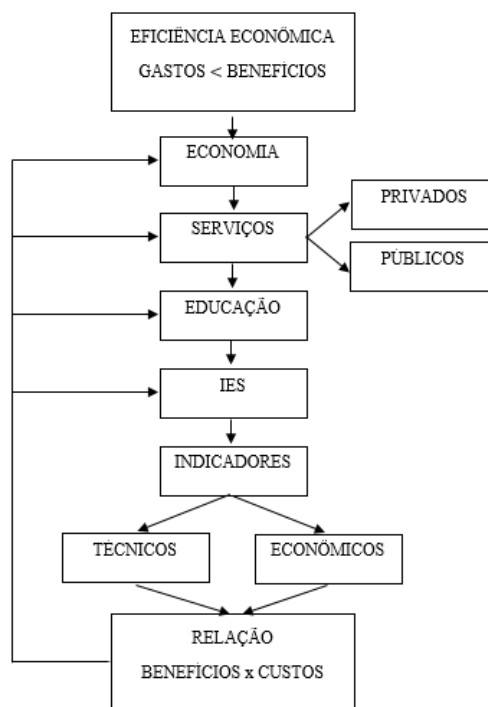 EFICIÊNCIA ECONÔMICA
GASTOS < BENEFÍCIOS
ECONOMIA
PRIVADOS
SERVIÇOS
PÚBLICOS
EDUCAÇÃO
IES
INDICADORES
TÉCNICOS
ECONÔMICOS
RELAÇÃO
BENEFÍCIOS x CUSTOS